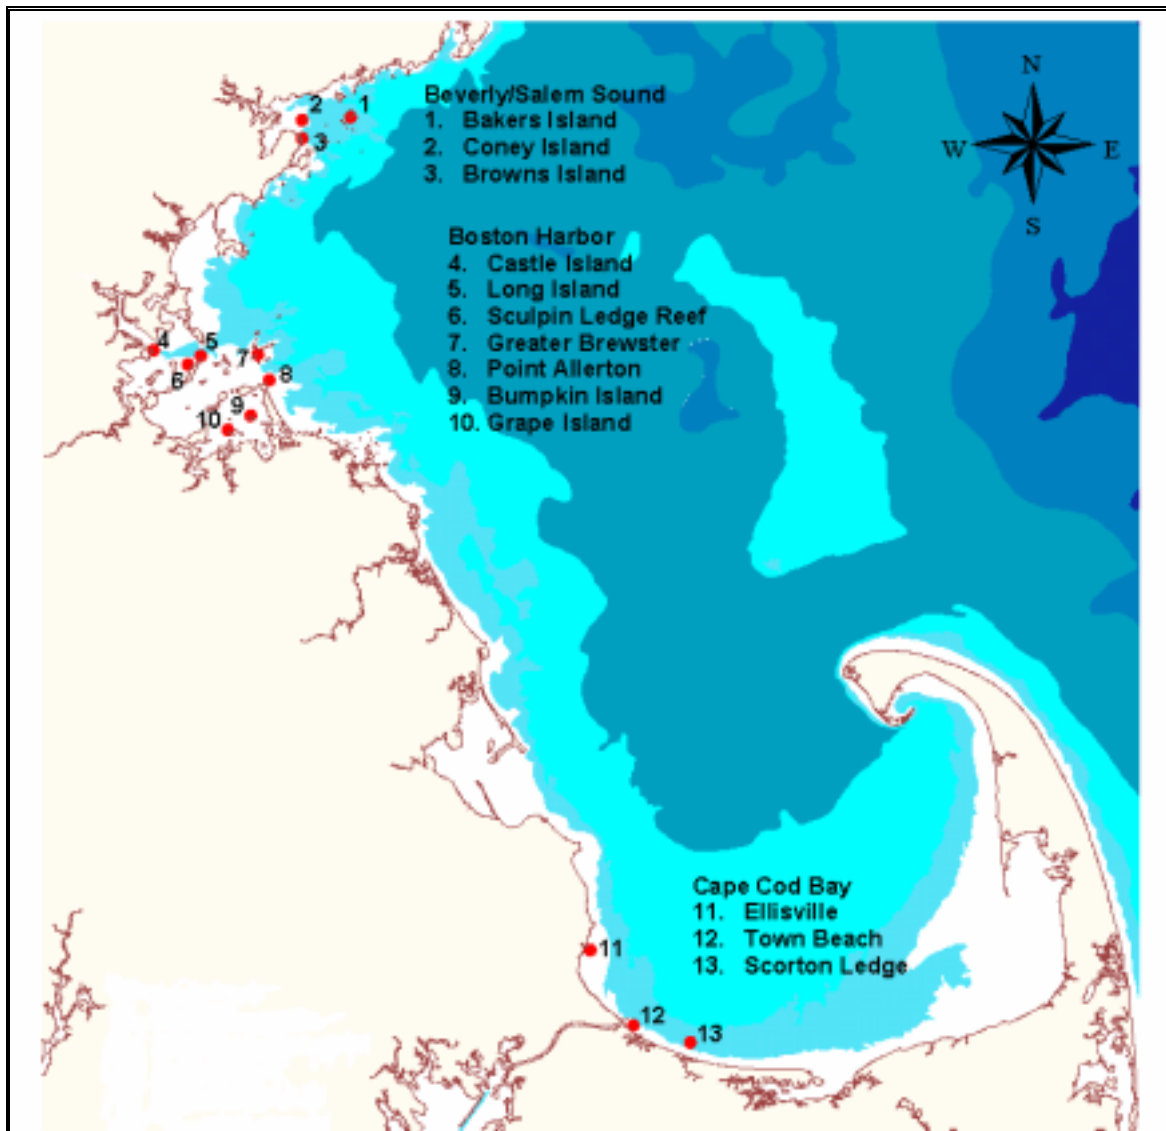 N
W E
S
2 1
3
Beverly/Salem Sound
1. Bakers Island
2. Coney Island
3. Browns Island
Boston Harbor
4. Castle Island
5. Long Island
6. Sculpin Ledge Reef
7. Greater Brewster
8. Point Allerton
9. Bumpkin Island
10. Grape Island
4 5 7
6 8
10 9
Cape Cod Bay
11. Ellisville
12. Town Beach
13. Scorton Ledge
11
12
13